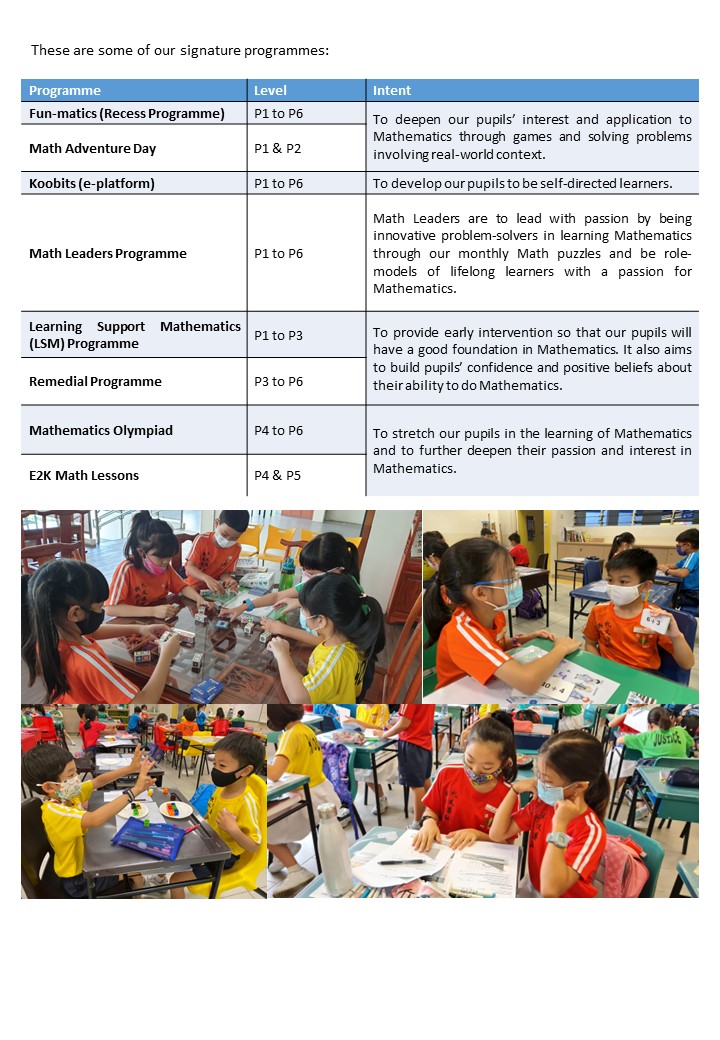 These are some of our signature programmes:
Programme Level Intent
Fun-matics (Recess Programme) P1 to P6
Math Adventure Day P1 & P2
To deepen our pupils’ interest and application to
Mathematics through games and solving problems
involving real-world context.
Koobits (e-platform) P1 to P6 To develop our pupils to be self-directed learners.
Math Leaders Programme P1 to P6
Math Leaders are to lead with passion by being
innovative problem-solvers in learning Mathematics
through our monthly Math puzzles and be role-
models of lifelong learners with a passion for
Mathematics.
Learning Support Mathematics
(LSM) Programme P1 to P3
Remedial Programme P3 to P6
To provide early intervention so that our pupils will
have a good foundation in Mathematics. It also aims
to build pupils’ confidence and positive beliefs about
their ability to do Mathematics.
Mathematics Olympiad P4 to P6
E2K Math Lessons P4 & P5
To stretch our pupils in the learning of Mathematics
and to further deepen their passion and interest in
Mathematics.
6+3
JUSTICE